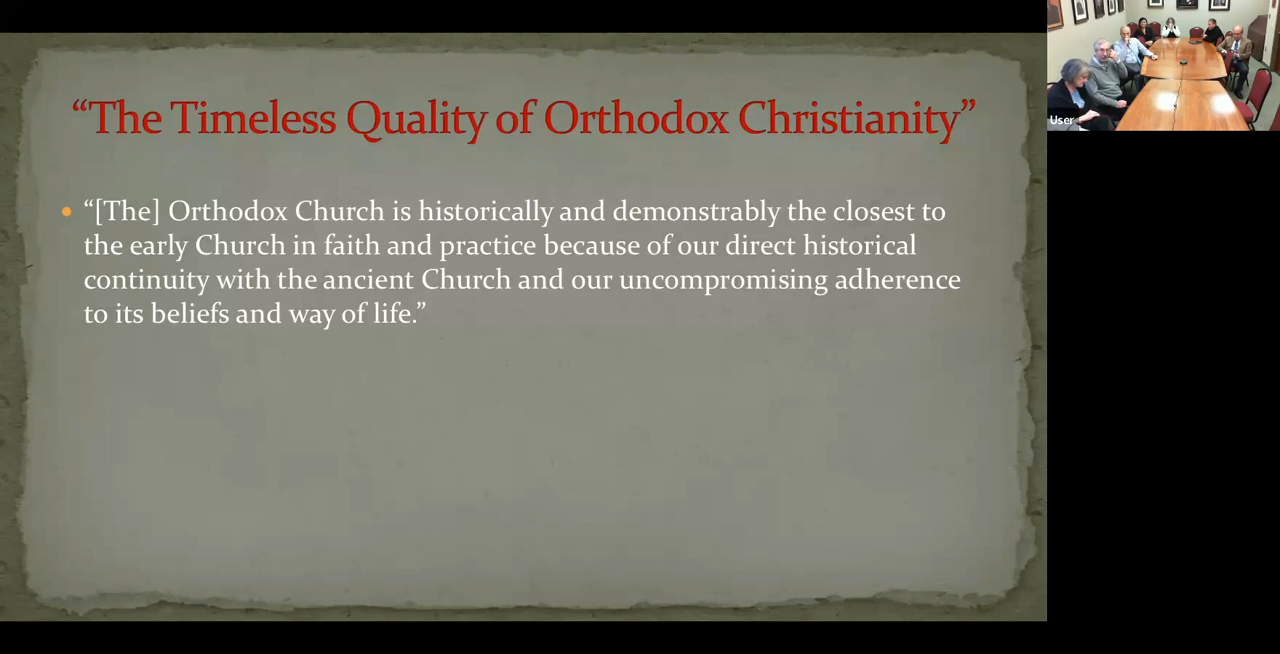 “The Timeless Quality of Orthodox Christianity”
• “[The] Orthodox Church is historically and demonstrably the closest to
the early Church in faith and practice because of our direct historical
continuity with the ancient Church and our uncompromising adherence
to its beliefs and way of life.”
User